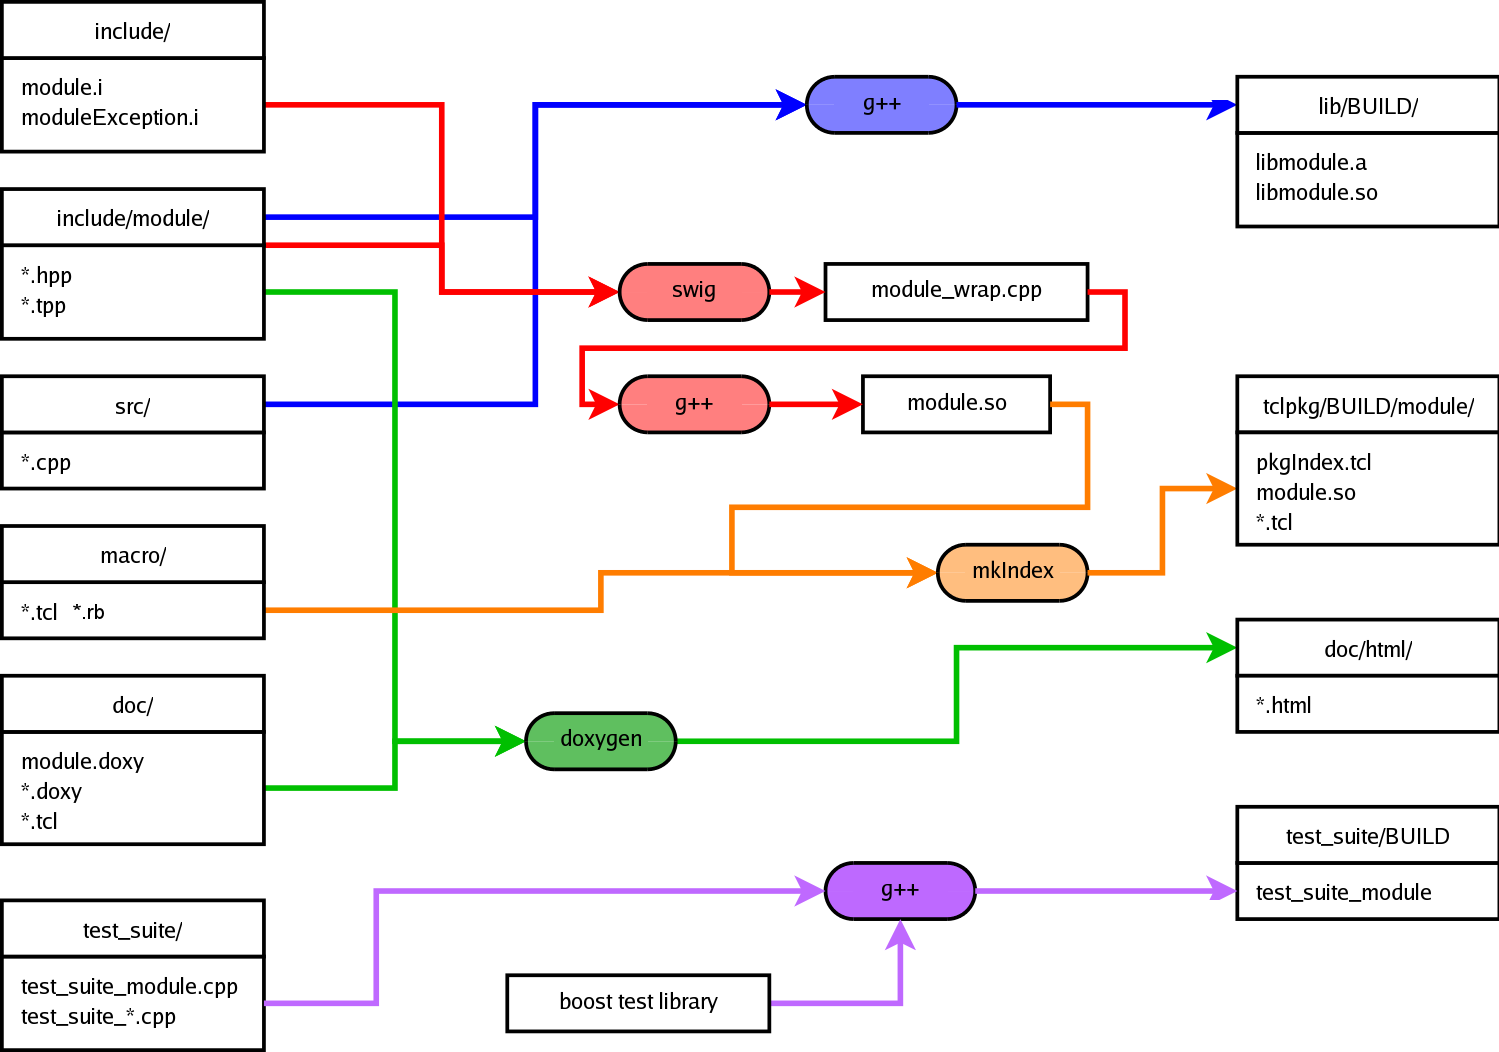 include/
module.i
moduleException.i
include/module/
*.hpp
*.tpp
src/
*.cpp
macro/
*.tcl *.rb
doc/
module.doxy
*.doxy
*.tcl
test_suite/
test_suite_module.cpp
test_suite_*.cpp
g++
swig
module_wrap.cpp
g++
module.so
mkIndex
doxygen
g++
boost test library
lib/BUILD/
libmodule.a
libmodule.so
tclpkg/BUILD/module/
pkgIndex.tcl
module.so
*.tcl
doc/html/
*.html
test_suite/BUILD
test_suite_module